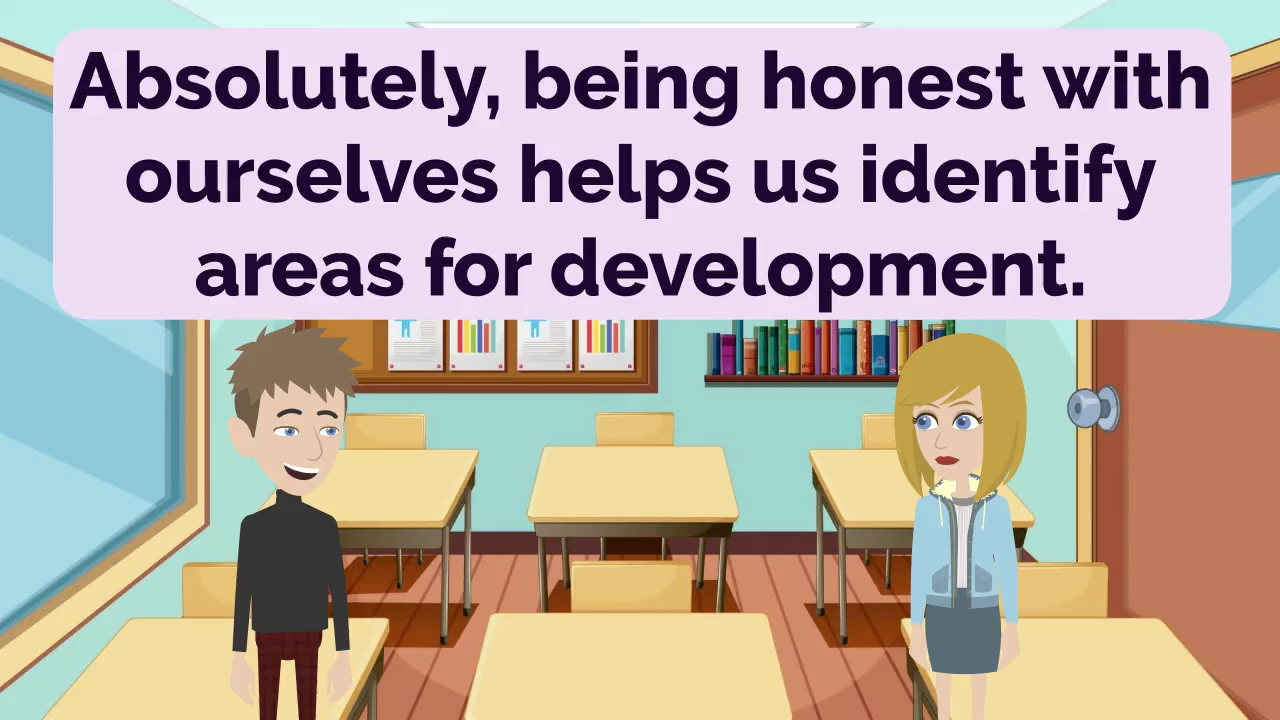 Absolutely, being honest with
ourselves helps us identify
areas for development.